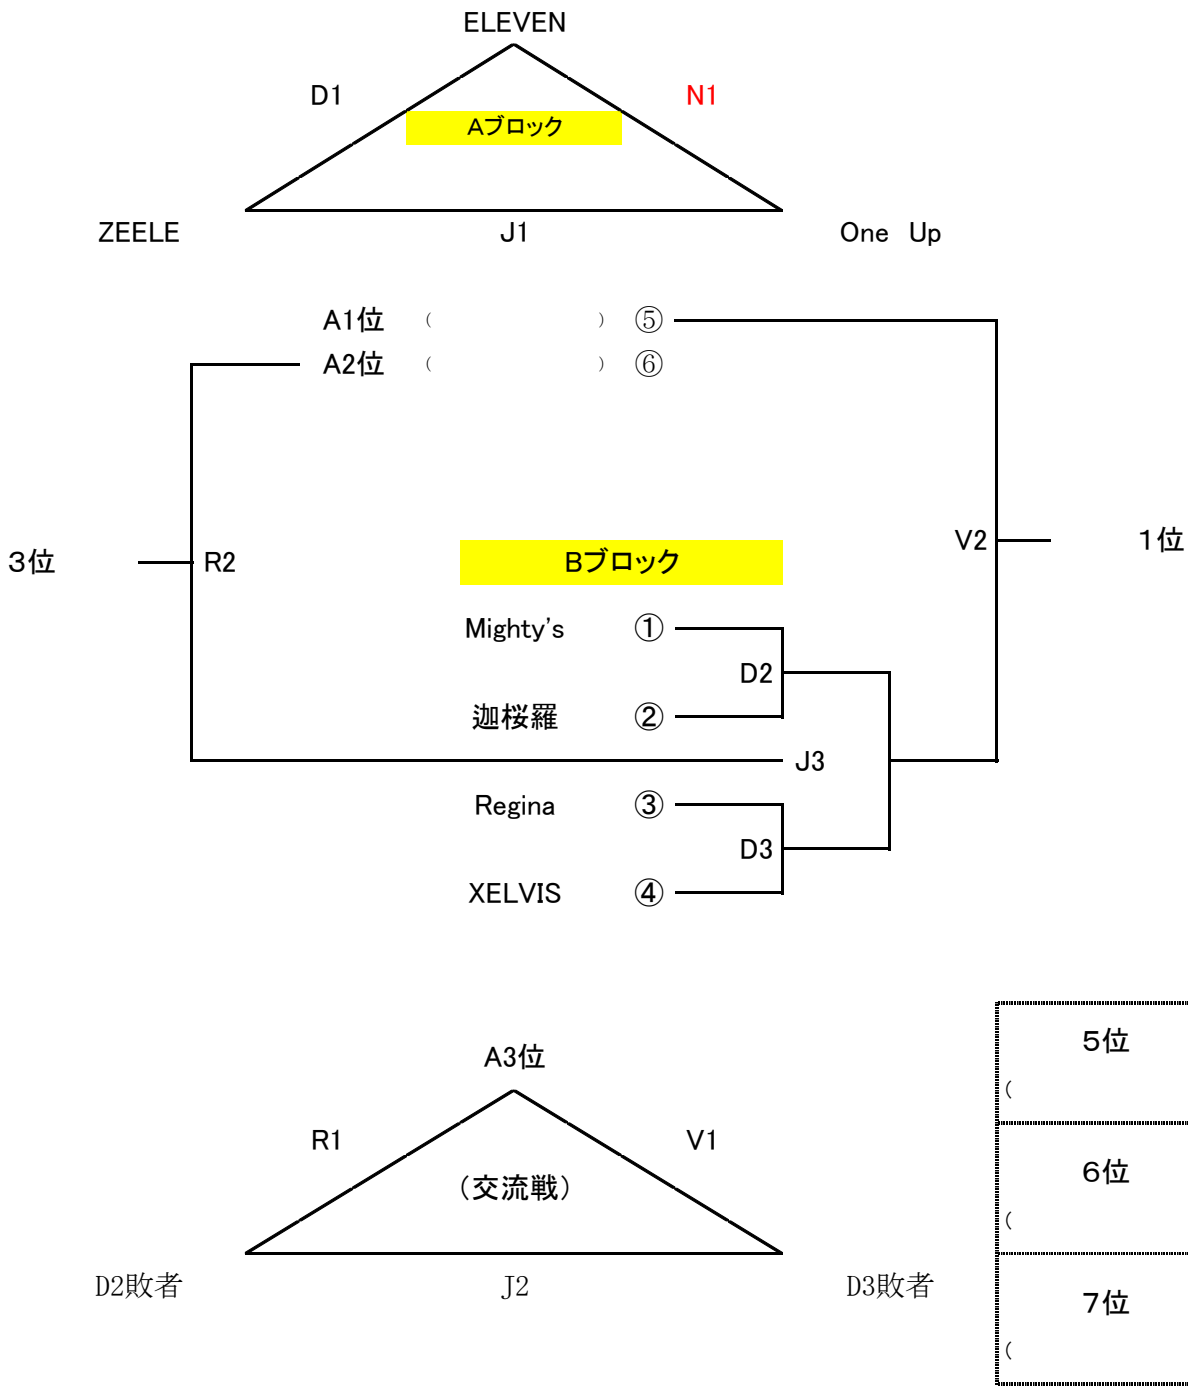 ELEVEN
D1 N1
Aブロック
ZEELE J1 One Up
A1位 ( ) ⑤
A2位 ( ) ⑥
3位 R2 Bブロック V2 1位
Mighty's ①
D2
迦桜羅 ②
J3
Regina ③
D3
XELVIS ④
A3位
R1 V1
(交流戦)
D2敗者 J2 D3敗者
5位
(
6位
(
7位
(